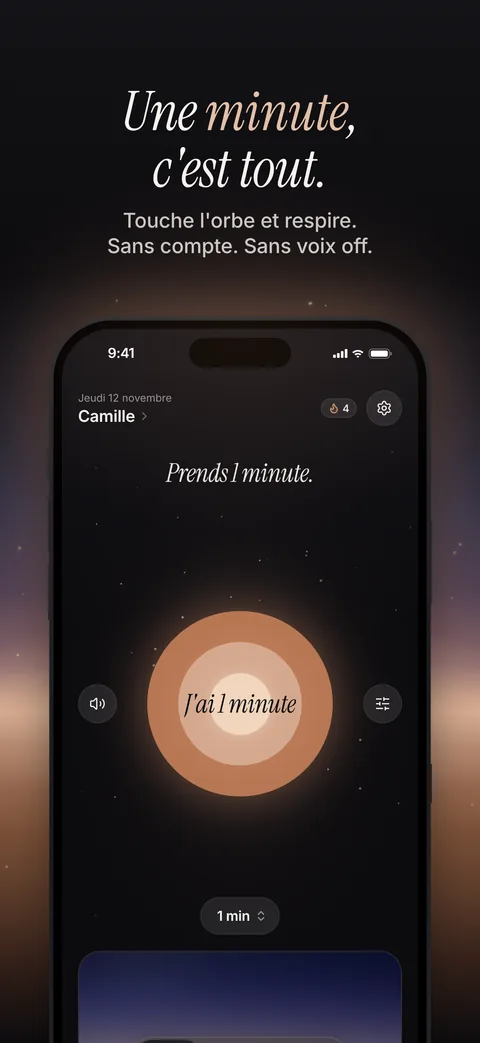 Une minute,
c'est tout.
Touche l'orbe et respire.
Sans compte. Sans voix off.
9:41
Jeudi 12 novembre
Camille
4
Prends 1 minute.
J'ai 1 minute
1 min